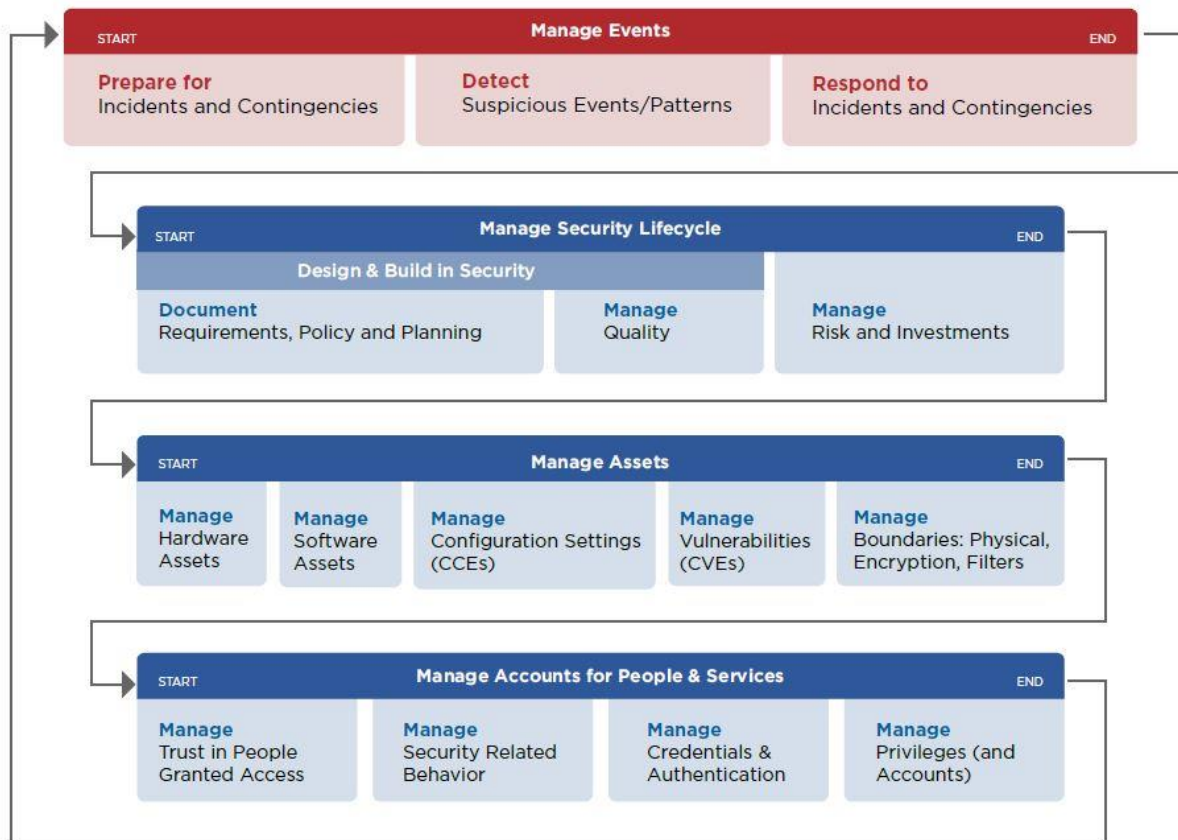 START Manage Events END
Prepare for
Incidents and Contingencies
Detect
Suspicious Events/Patterns
Respond to
Incidents and Contingencies
START Manage Security Lifecycle END
Design & Build in Security
Document
Requirements, Policy and Planning
Manage
Quality
Manage
Risk and Investments
START Manage Assets END
Manage
Hardware
Assets
Manage
Software
Assets
Manage
Configuration Settings
(CCEs)
Manage
Vulnerabilities
(CVEs)
Manage
Boundaries: Physical,
Encryption, Filters
START Manage Accounts for People & Services END
Manage
Trust in People
Granted Access
Manage
Security Related
Behavior
Manage
Credentials &
Authentication
Manage
Privileges (and
Accounts)